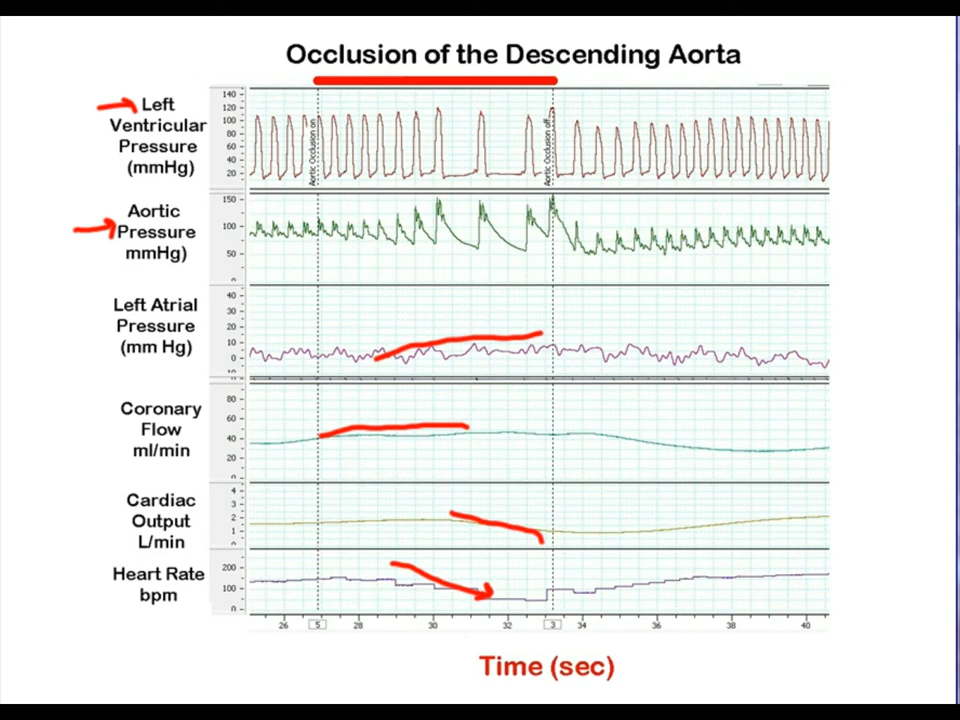 Occlusion of the Descending Aorta
Left
Ventricular
Pressure
(mmHg)
140
120
100
80
60
40
20
Aortic Occlusion on
Aortic Occlusion off
Aortic
Pressure
mmHg)
150
100
50
0
Left Atrial
Pressure
(mm Hg)
40
30
20
10
0
Coronary
Flow
ml/min
80
60
40
20
0
Cardiac
Output
L/min
4
3
2
1
0
Heart Rate
bpm
200
100
0
26 5 28 30 32 3 34 36 38 40
Time (sec)